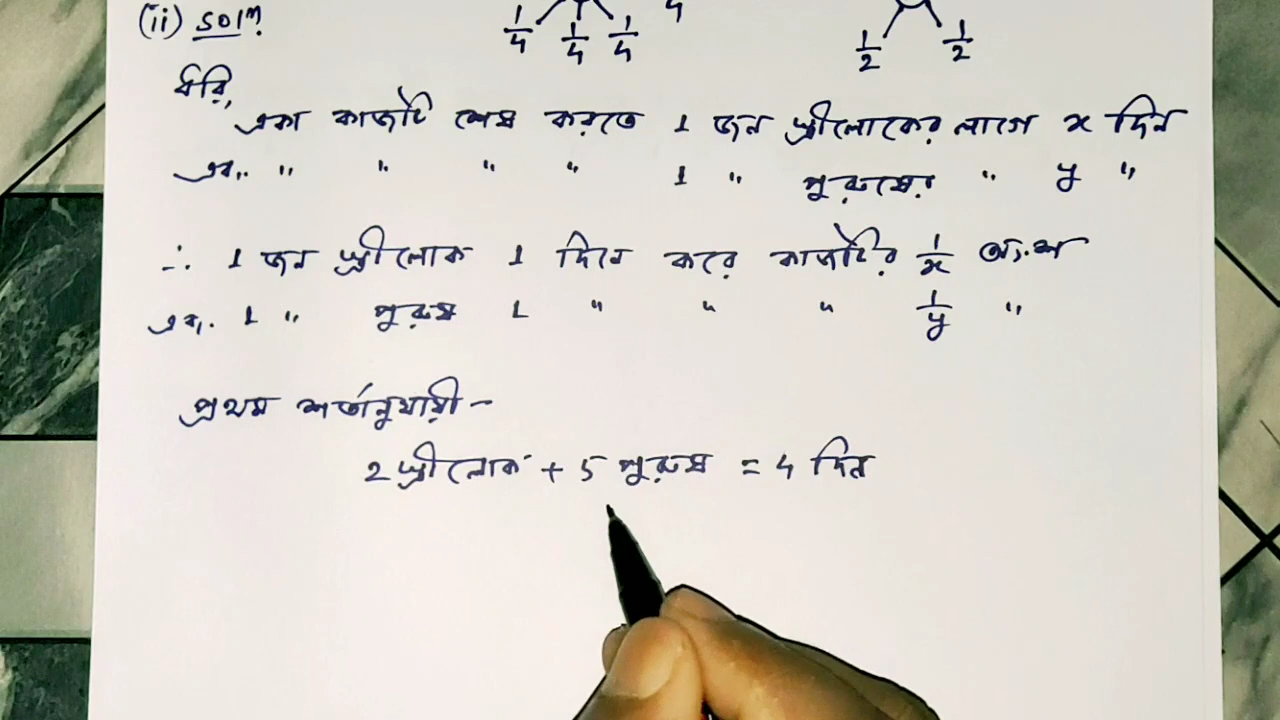 (ii) Solⁿ.
1/4 1/4 1/4 4 1/2 1/2
ধরি,
একা কাজটি শেষ করতে 1 জন স্ত্রীলোকের লাগে x দিন
এবং " " " " 1 " পুরুষের " y "
∴ 1 জন স্ত্রীলোক 1 দিনে করে কাজটির 1/x অংশ
এবং 1 " পুরুষ 1 " " " 1/y "
প্রথম শর্তানুযায়ী -
2 স্ত্রীলোক + 5 পুরুষ = 4 দিন